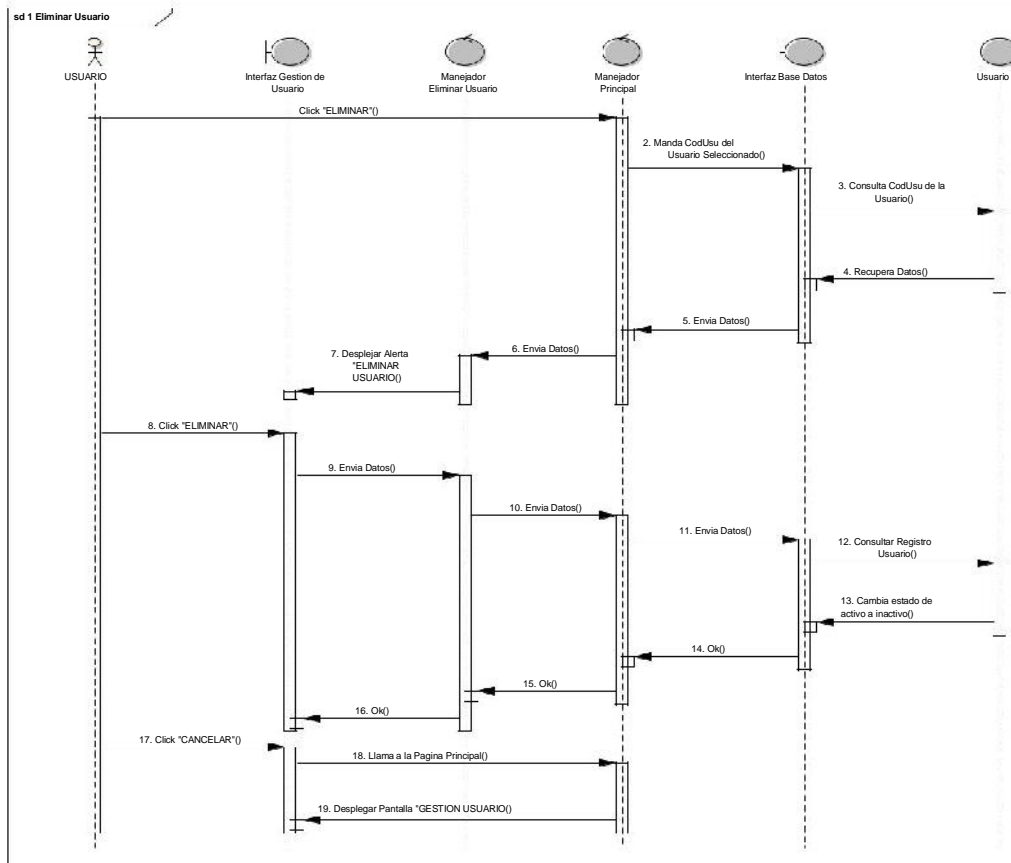 sd 1 Eliminar Usuario
USUARIO
Interfaz Gestion de
Usuario
Manejador
Eliminar Usuario
Manejador
Principal
Interfaz Base Datos
Usuario
Click "ELIMINAR"()
2. Manda CodUsu del
Usuario Seleccionado()
3. Consulta CodUsu de la
Usuario()
4. Recupera Datos()
5. Envia Datos()
6. Envia Datos()
7. Desplejar Alerta
"ELIMINAR
USUARIO()
8. Click "ELIMINAR"()
9. Envia Datos()
10. Envia Datos()
11. Envia Datos()
12. Consultar Registro
Usuario()
13. Cambia estado de
activo a inactivo()
14. Ok()
15. Ok()
16. Ok()
17. Click "CANCELAR"()
18. Llama a la Pagina Principal()
19. Desplegar Pantalla "GESTION USUARIO()